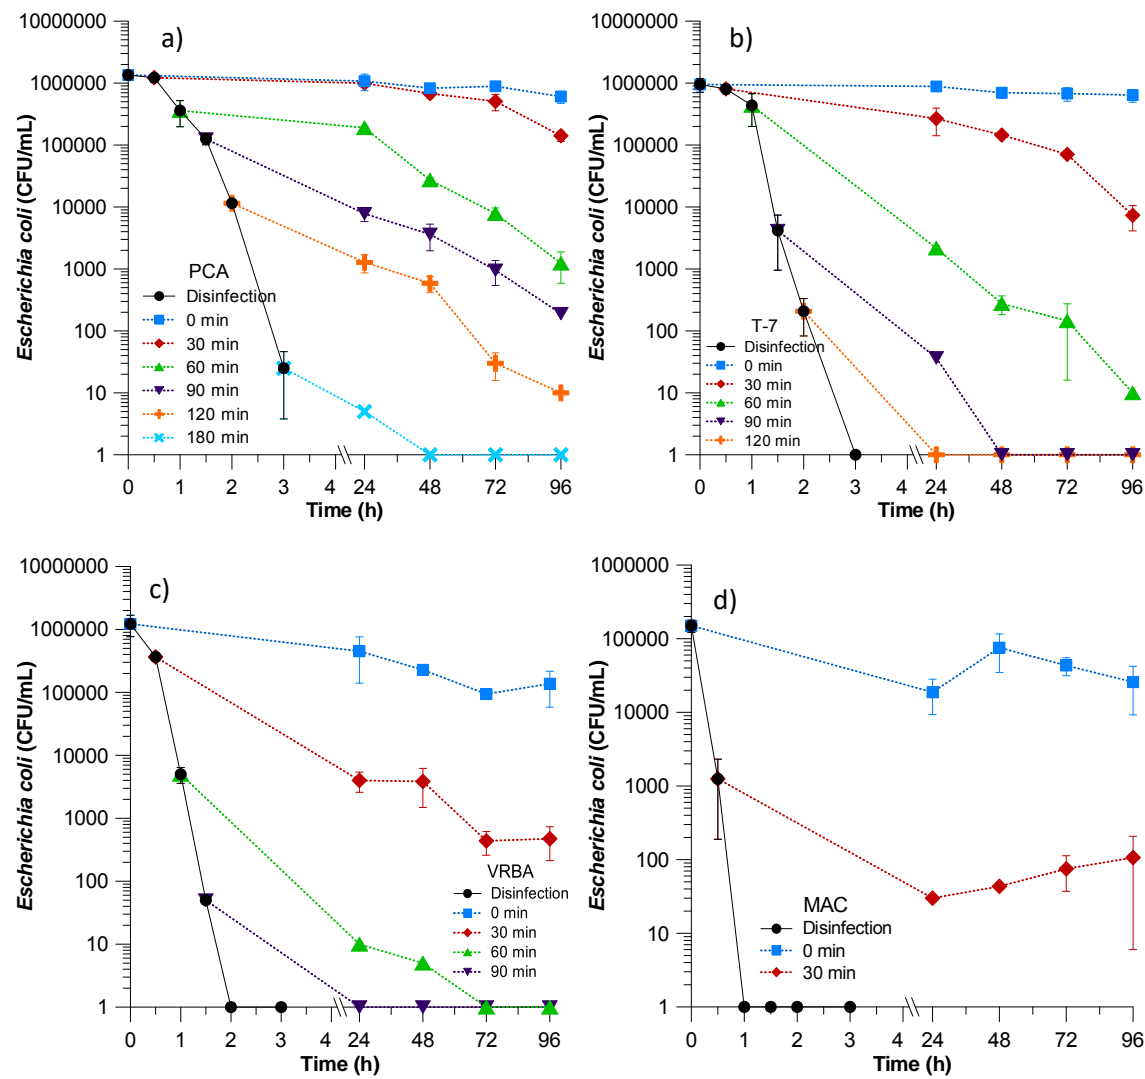 a)
10000000
1000000
100000
10000
1000
100
10
1
Escherichia coli (CFU/mL)
PCA
Disinfection
0 min
30 min
60 min
90 min
120 min
180 min
0 1 2 3 4 24 48 72 96
Time (h)
b)
10000000
1000000
100000
10000
1000
100
10
1
Escherichia coli (CFU/mL)
T-7
Disinfection
0 min
30 min
60 min
90 min
120 min
0 1 2 3 4 24 48 72 96
Time (h)
c)
10000000
1000000
100000
10000
1000
100
10
1
Escherichia coli (CFU/mL)
VRBA
Disinfection
0 min
30 min
60 min
90 min
0 1 2 3 4 24 48 72 96
Time (h)
d)
1000000
100000
10000
1000
100
10
1
Escherichia coli (CFU/mL)
MAC
Disinfection
0 min
30 min
0 1 2 3 4 24 48 72 96
Time (h)